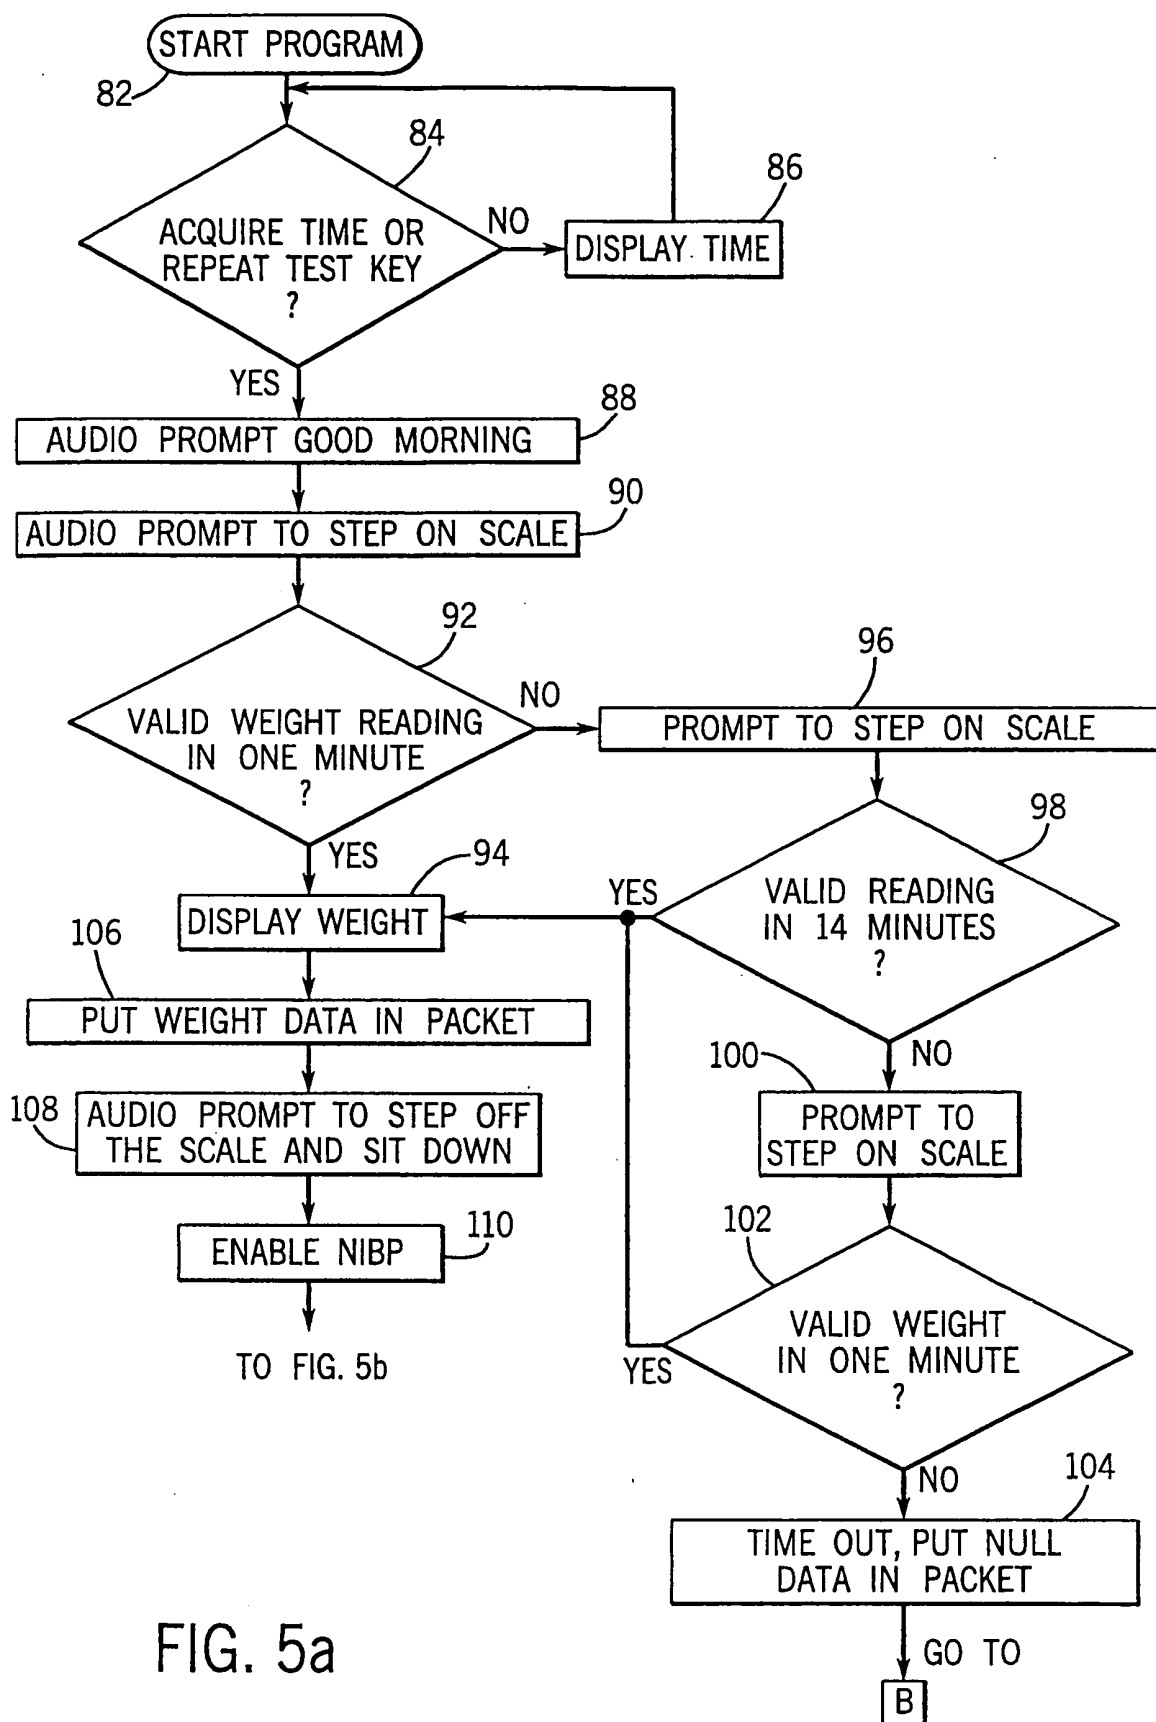 START PROGRAM
82
84
ACQUIRE TIME OR
REPEAT TEST KEY
?
NO
86
DISPLAY TIME
YES
88
AUDIO PROMPT GOOD MORNING
90
AUDIO PROMPT TO STEP ON SCALE
92
VALID WEIGHT READING
IN ONE MINUTE
?
NO
96
PROMPT TO STEP ON SCALE
YES
94
DISPLAY WEIGHT
98
VALID READING
IN 14 MINUTES
?
YES
NO
106
PUT WEIGHT DATA IN PACKET
100
PROMPT TO
STEP ON SCALE
108
AUDIO PROMPT TO STEP OFF
THE SCALE AND SIT DOWN
110
ENABLE NIBP
TO FIG. 5b
102
VALID WEIGHT
IN ONE MINUTE
?
YES
NO
104
TIME OUT, PUT NULL
DATA IN PACKET
GO TO
B
FIG. 5a